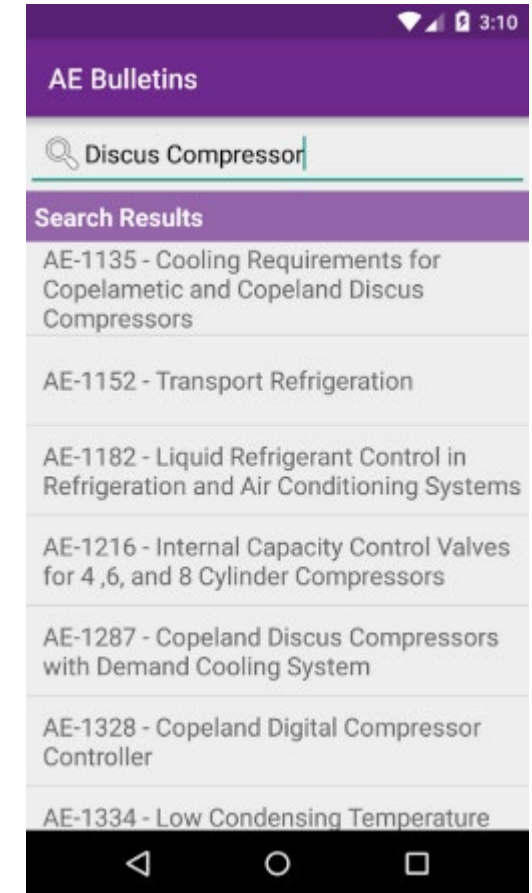 3:10
AE Bulletins
Discus Compressor
Search Results
AE-1135 - Cooling Requirements for
Copelametic and Copeland Discus
Compressors
AE-1152 - Transport Refrigeration
AE-1182 - Liquid Refrigerant Control in
Refrigeration and Air Conditioning Systems
AE-1216 - Internal Capacity Control Valves
for 4 ,6, and 8 Cylinder Compressors
AE-1287 - Copeland Discus Compressors
with Demand Cooling System
AE-1328 - Copeland Digital Compressor
Controller
AE-1334 - Low Condensing Temperature